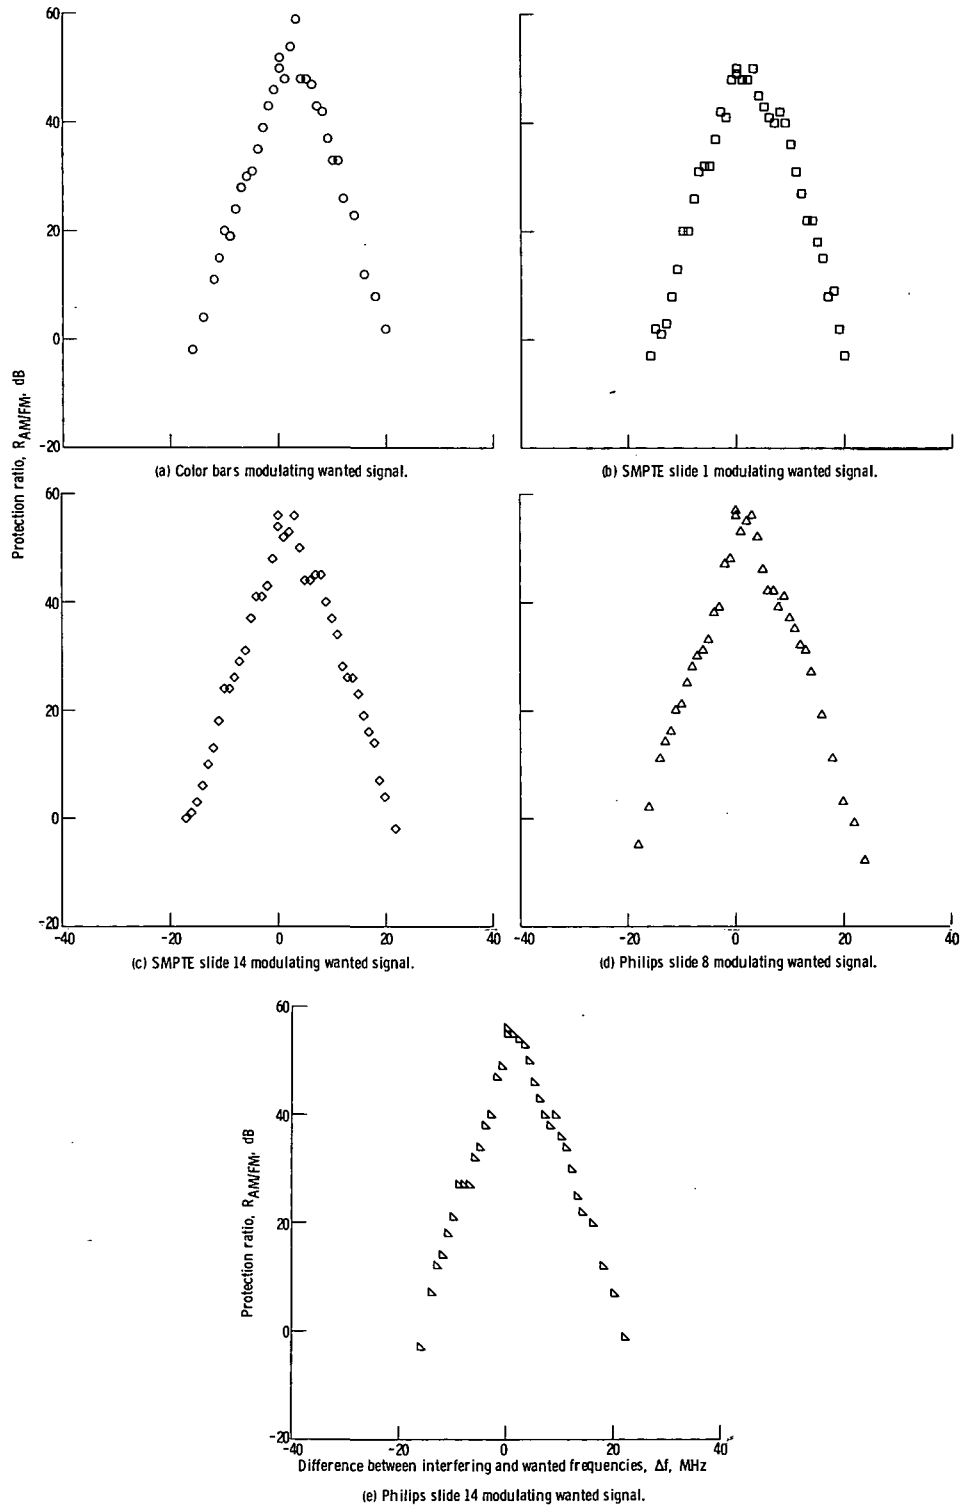 60
40
20
0
-20
Protection ratio, R_AM/FM, dB
(a) Color bars modulating wanted signal.
(b) SMPTE slide 1 modulating wanted signal.
60
40
20
0
-20
-40 -20 0 20 40
-40 -20 0 20 40
(c) SMPTE slide 14 modulating wanted signal.
(d) Philips slide 8 modulating wanted signal.
60
40
20
0
-20
Protection ratio, R_AM/FM, dB
-40 -20 0 20 40
Difference between interfering and wanted frequencies, Δf, MHz
(e) Philips slide 14 modulating wanted signal.